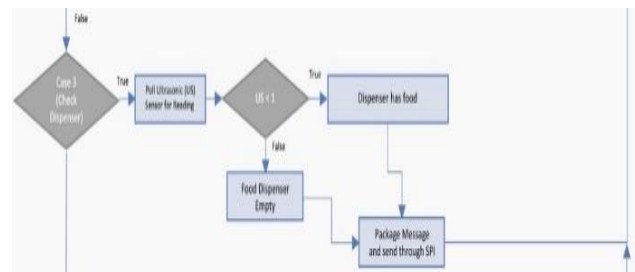 False
Case 3
(Check
Dispenser)
True
Poll Ultrasonic (US)
Sensor for Reading
US < 1
True
Dispenser has food
False
Food Dispenser
Empty
Package Message
and send through SPI